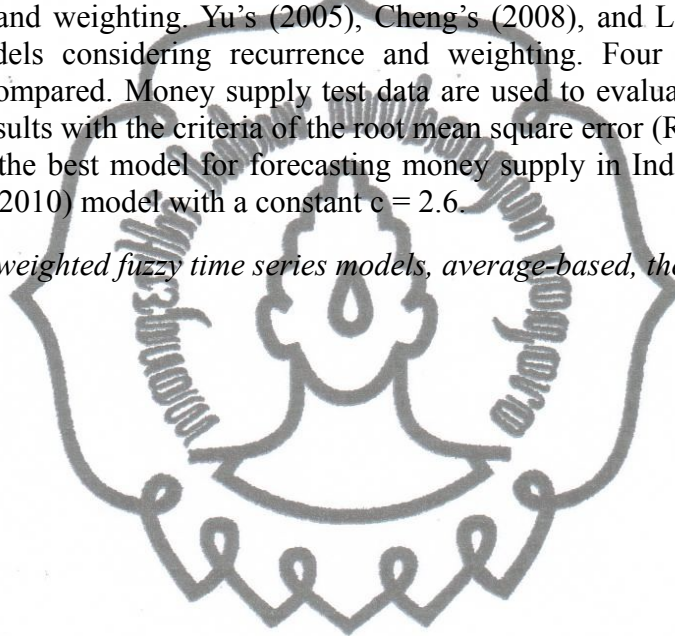 and weighting. Yu’s (2005), Cheng’s (2008), and L
dels considering recurrence and weighting. Four
ompared. Money supply test data are used to evalua
sults with the criteria of the root mean square error (R
the best model for forecasting money supply in Ind
2010) model with a constant c = 2.6.
weighted fuzzy time series models, average-based, the